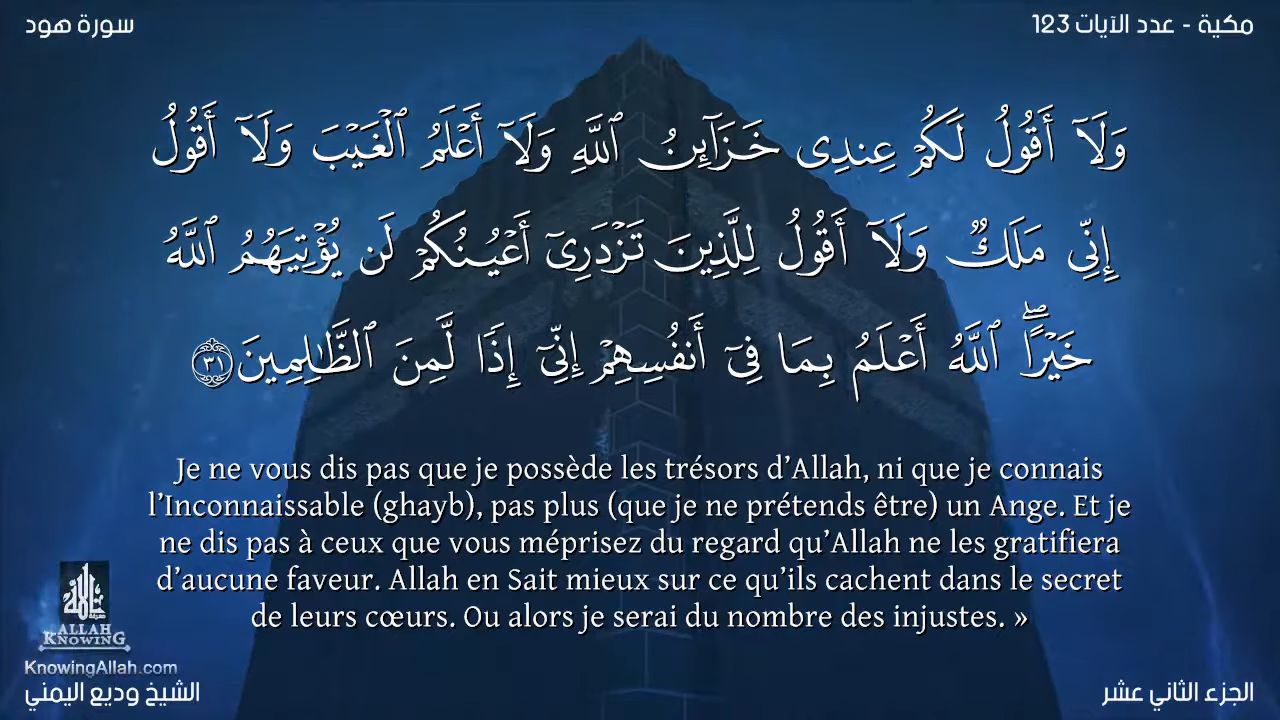 مكية - عدد الآيات 123
سورة هود
وَلَآ أَقُولُ لَكُمْ عِندِى خَزَآئِنُ ٱللَّهِ وَلَآ أَعْلَمُ ٱلْغَيْبَ وَلَآ أَقُولُ
إِنِّى مَلَكٌ وَلَآ أَقُولُ لِلَّذِينَ تَزْدَرِىٓ أَعْيُنُكُمْ لَن يُؤْتِيَهُمُ ٱللَّهُ
خَيْرًا ۖ ٱللَّهُ أَعْلَمُ بِمَا فِىٓ أَنفُسِهِمْ إِنِّىٓ إِذًا لَّمِنَ ٱلظَّٰلِمِينَ ٣١
Je ne vous dis pas que je possède les trésors d’Allah, ni que je connais
l’Inconnaissable (ghayb), pas plus (que je ne prétends être) un Ange. Et je
ne dis pas à ceux que vous méprisez du regard qu’Allah ne les gratifiera
d’aucune faveur. Allah en Sait mieux sur ce qu’ils cachent dans le secret
de leurs cœurs. Ou alors je serai du nombre des injustes. »
ALLAH
KNOWING
KnowingAllah.com
الشيخ وديع اليمني
الجزء الثاني عشر